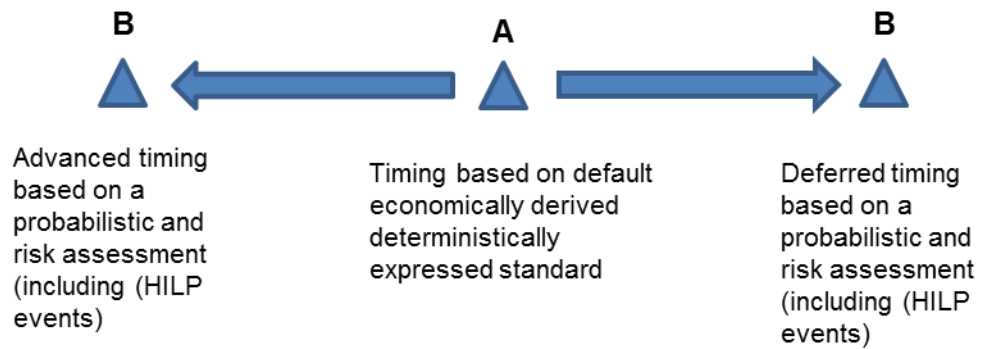 B
A
B
Advanced timing
based on a
probabilistic and
risk assessment
(including (HILP
events)
Timing based on default
economically derived
deterministically
expressed standard
Deferred timing
based on a
probabilistic and
risk assessment
(including (HILP
events)